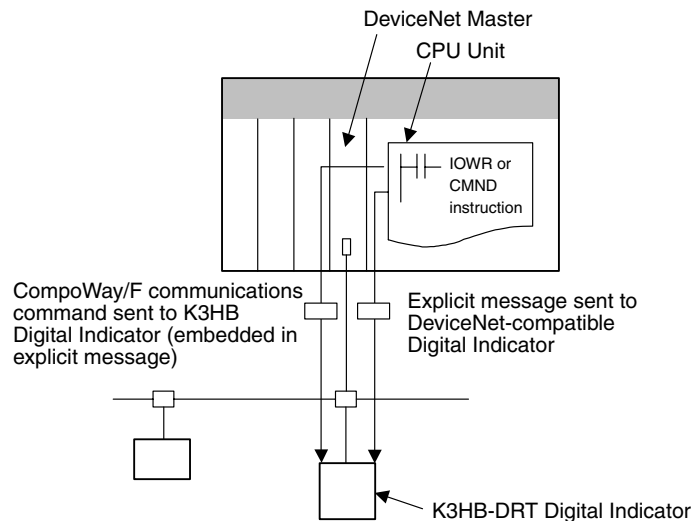 DeviceNet Master
CPU Unit
IOWR or
CMND
instruction
CompoWay/F communications
command sent to K3HB
Digital Indicator (embedded in
explicit message)
Explicit message sent to
DeviceNet-compatible
Digital Indicator
K3HB-DRT Digital Indicator